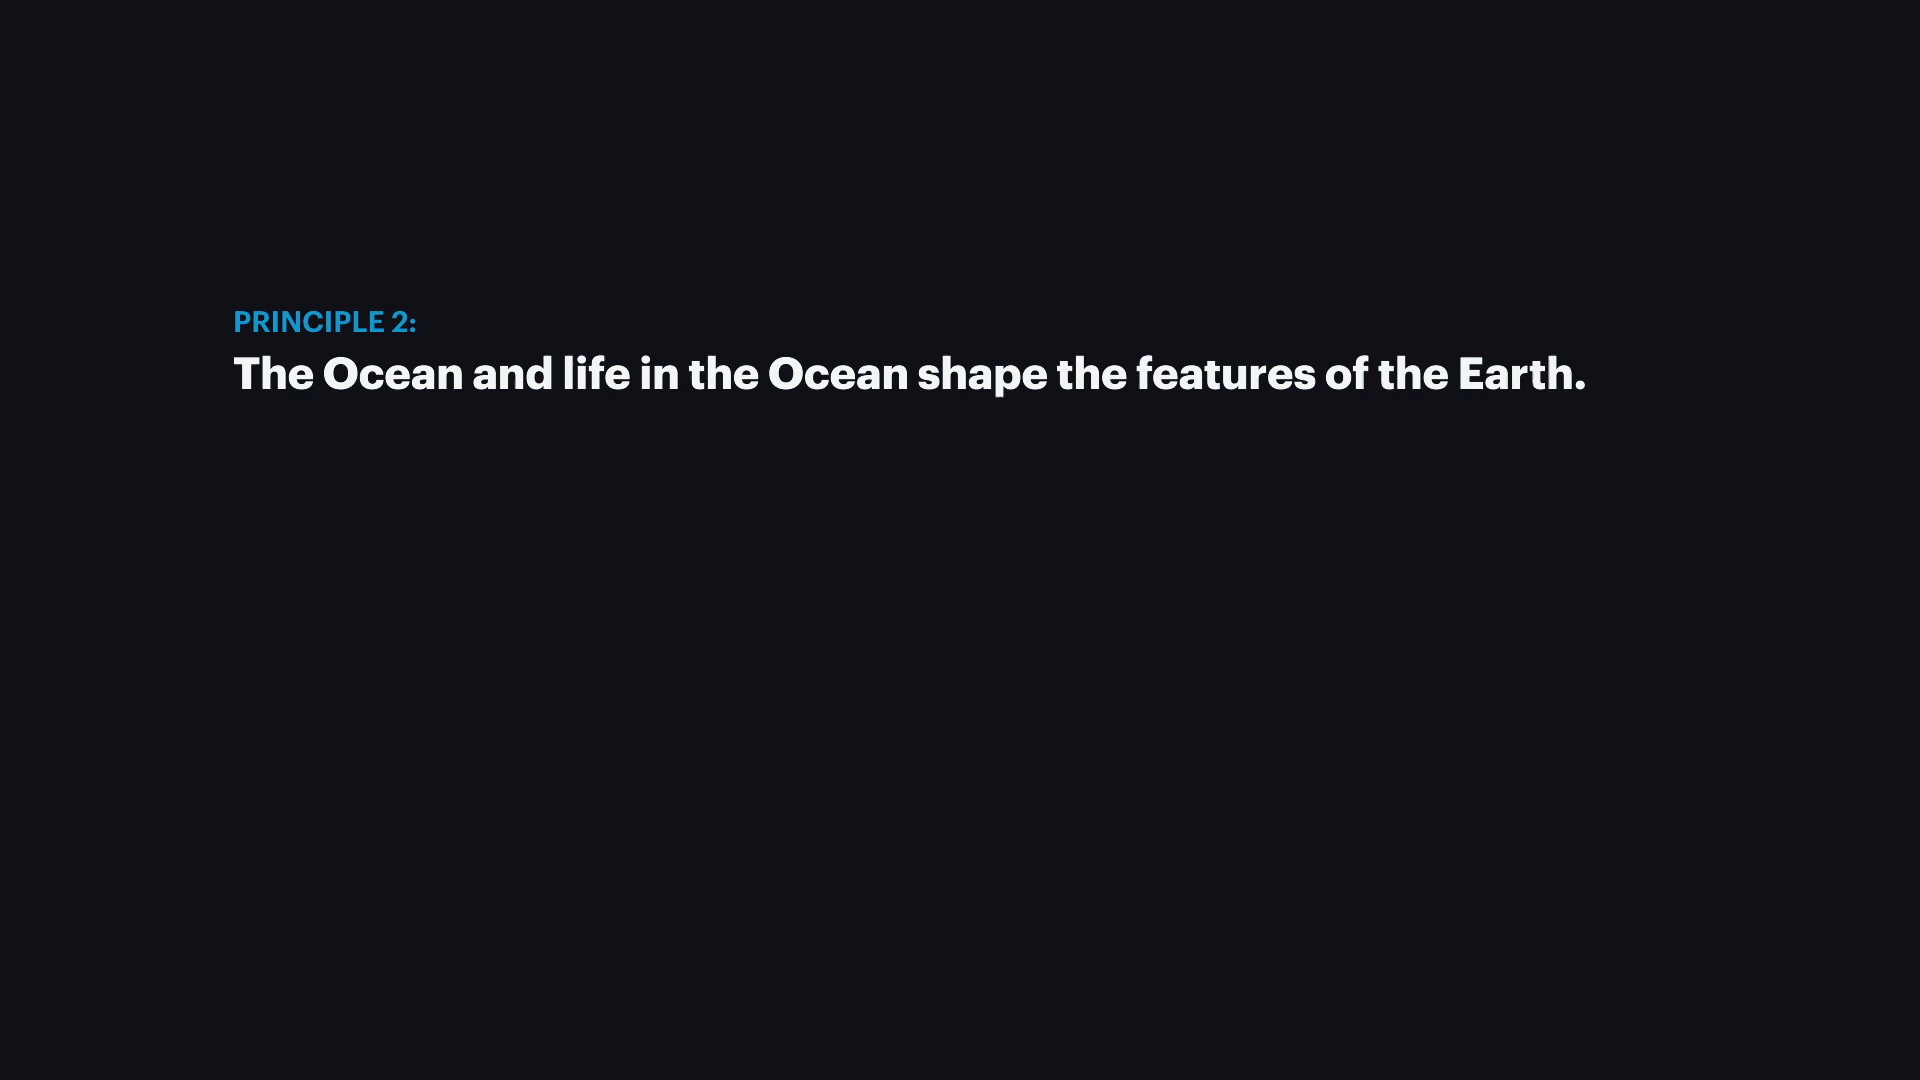 PRINCIPLE 2:
The Ocean and life in the Ocean shape the features of the Earth.